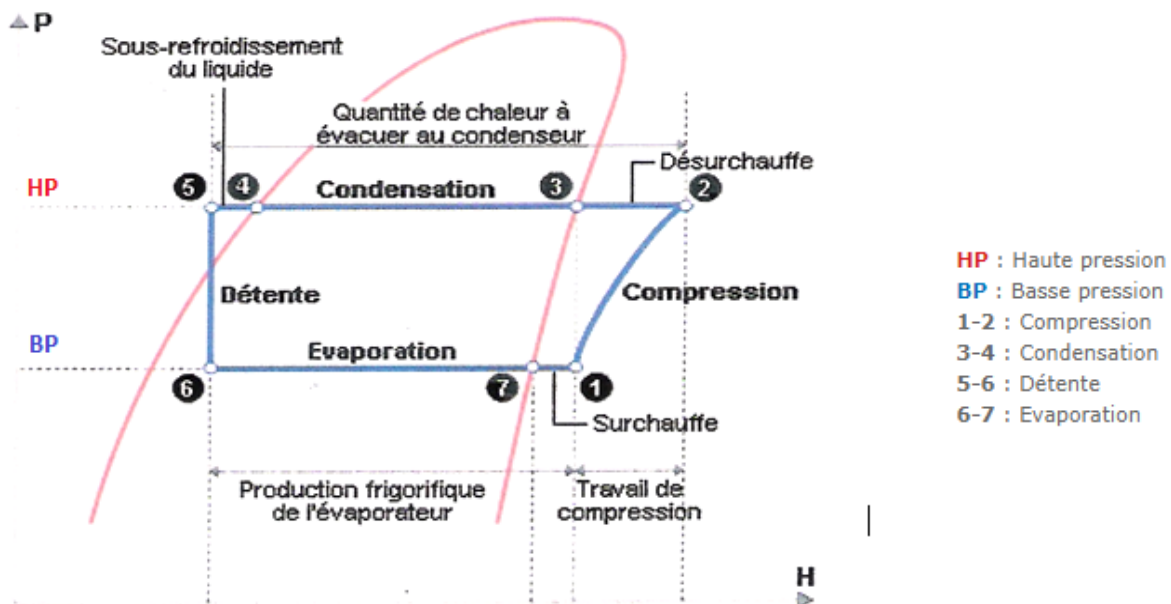 P
Sous-refroidissement
du liquide
Quantité de chaleur à
évacuer au condenseur
Désurchauffe
HP
5
4
Condensation
3
2
Détente
Compression
BP
Evaporation
6
7
1
Surchauffe
Production frigorifique
de l'évaporateur
Travail de
compression
H
HP : Haute pression
BP : Basse pression
1-2 : Compression
3-4 : Condensation
5-6 : Détente
6-7 : Evaporation